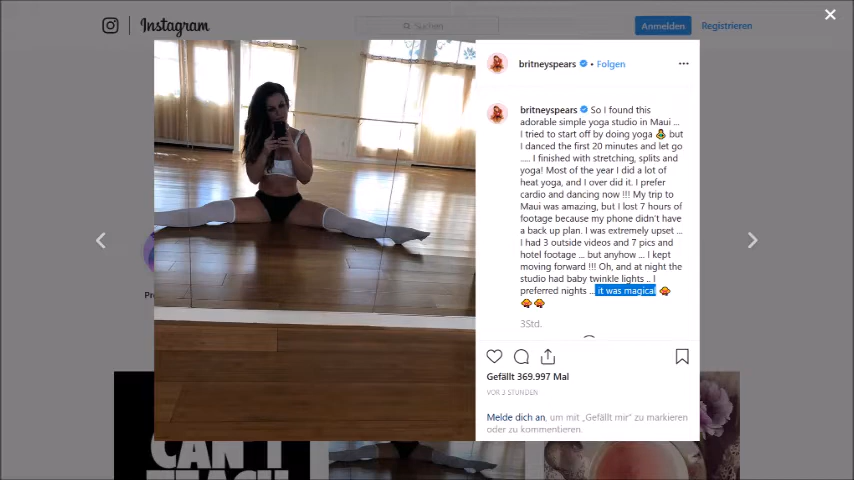 Instagram
Suchen
Anmelden
Registrieren
britneyspears • Folgen
britneyspears So I found this
adorable simple yoga studio in Maui ...
I tried to start off by doing yoga but
I danced the first 20 minutes and let go
..... I finished with stretching, splits and
yoga! Most of the year I did a lot of
heat yoga, and I over did it. I prefer
cardio and dancing now !!! My trip to
Maui was amazing, but I lost 7 hours of
footage because my phone didn't have
a back up plan. I was extremely upset ...
I had 3 outside videos and 7 pics and
hotel footage ... but anyhow ... I kept
moving forward !!! Oh, and at night the
studio had baby twinkle lights .. I
preferred nights ... it was magical
3Std.
Gefällt 369.997 Mal
VOR 3 STUNDEN
Melde dich an, um mit „Gefällt mir“ zu markieren
oder zu kommentieren.
CAN'T
TEACH